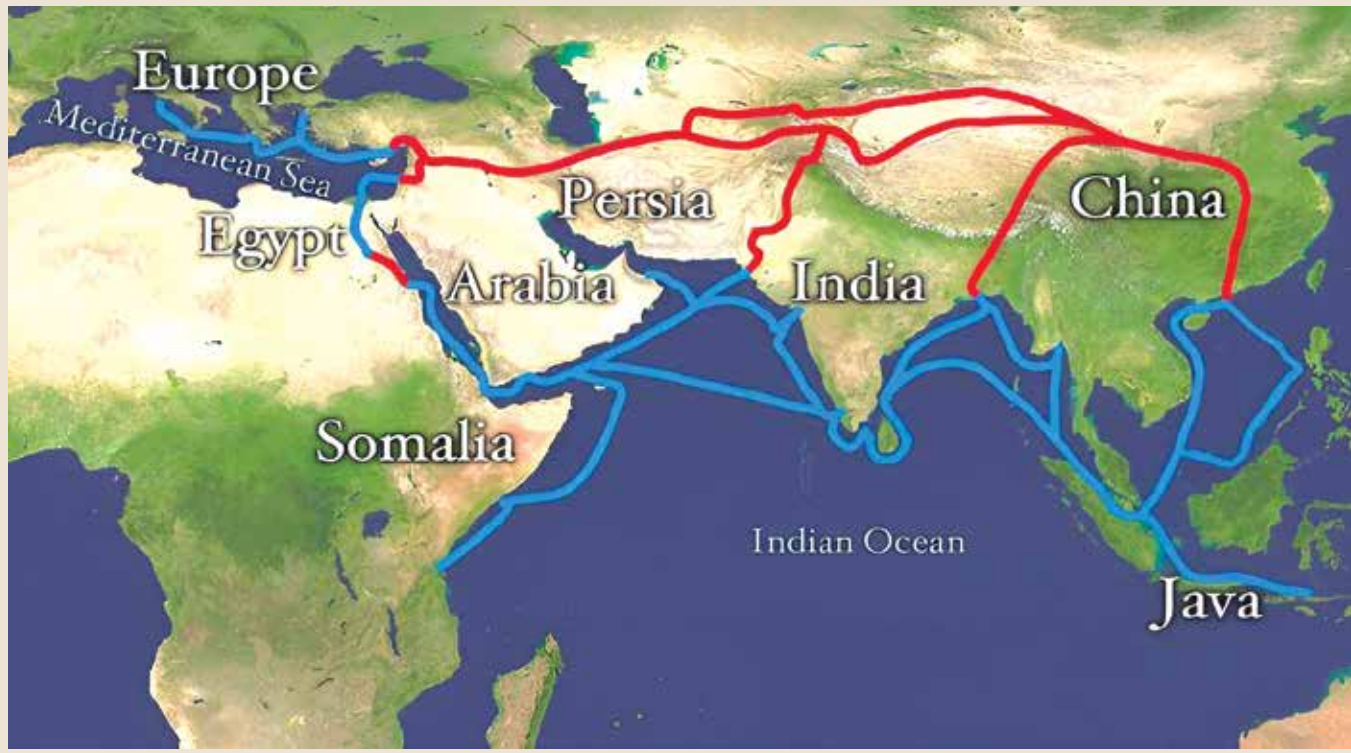 Europe
Mediterranean Sea
Persia
China
Egypt
Arabia
India
Somalia
Indian Ocean
Java